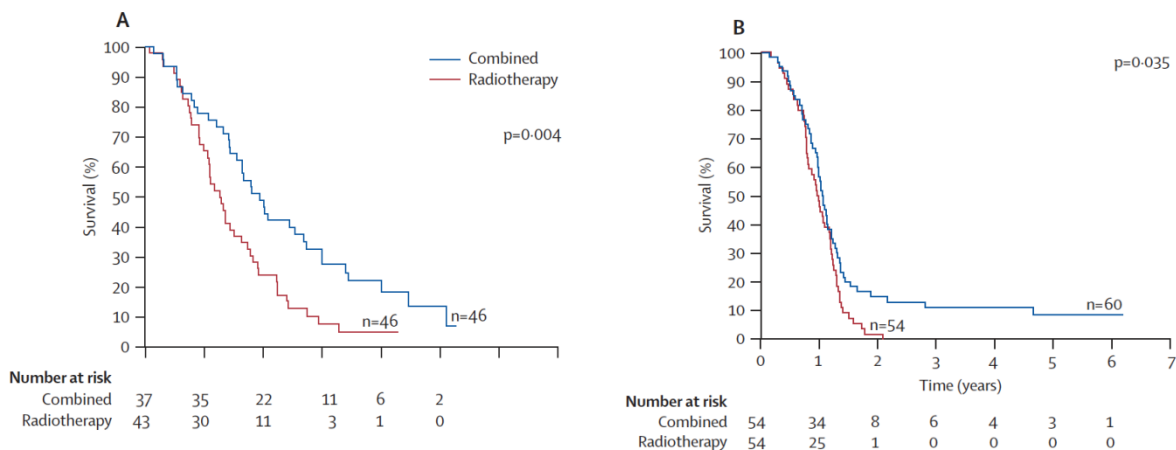 A
100
90
80
70
60
50
40
30
20
10
0
Survival (%)
Combined
Radiotherapy
p=0·004
n=46
n=46
Number at risk
Combined 37 35 22 11 6 2
Radiotherapy 43 30 11 3 1 0
B
100
90
80
70
60
50
40
30
20
10
0
Survival (%)
p=0·035
n=60
n=54
0 1 2 3 4 5 6 7
Time (years)
Number at risk
Combined 54 34 8 6 4 3 1
Radiotherapy 54 25 1 0 0 0 0